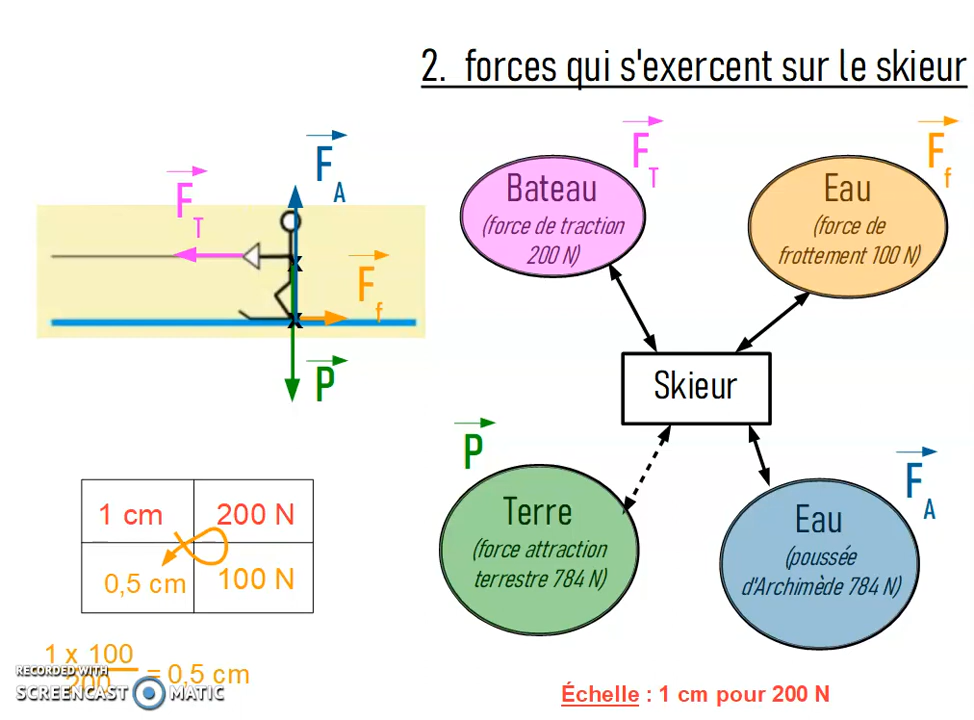 2. forces qui s'exercent sur le skieur
F A
F T
F f
P
F T
Bateau
(force de traction
200 N)
F f
Eau
(force de
frottement 100 N)
Skieur
P
Terre
(force attraction
terrestre 784 N)
F A
Eau
(poussée
d'Archimède 784 N)
1 cm 200 N
0,5 cm 100 N
1 x 100
200
= 0,5 cm
RECORDED WITH
SCREENCAST MATIC
Échelle : 1 cm pour 200 N